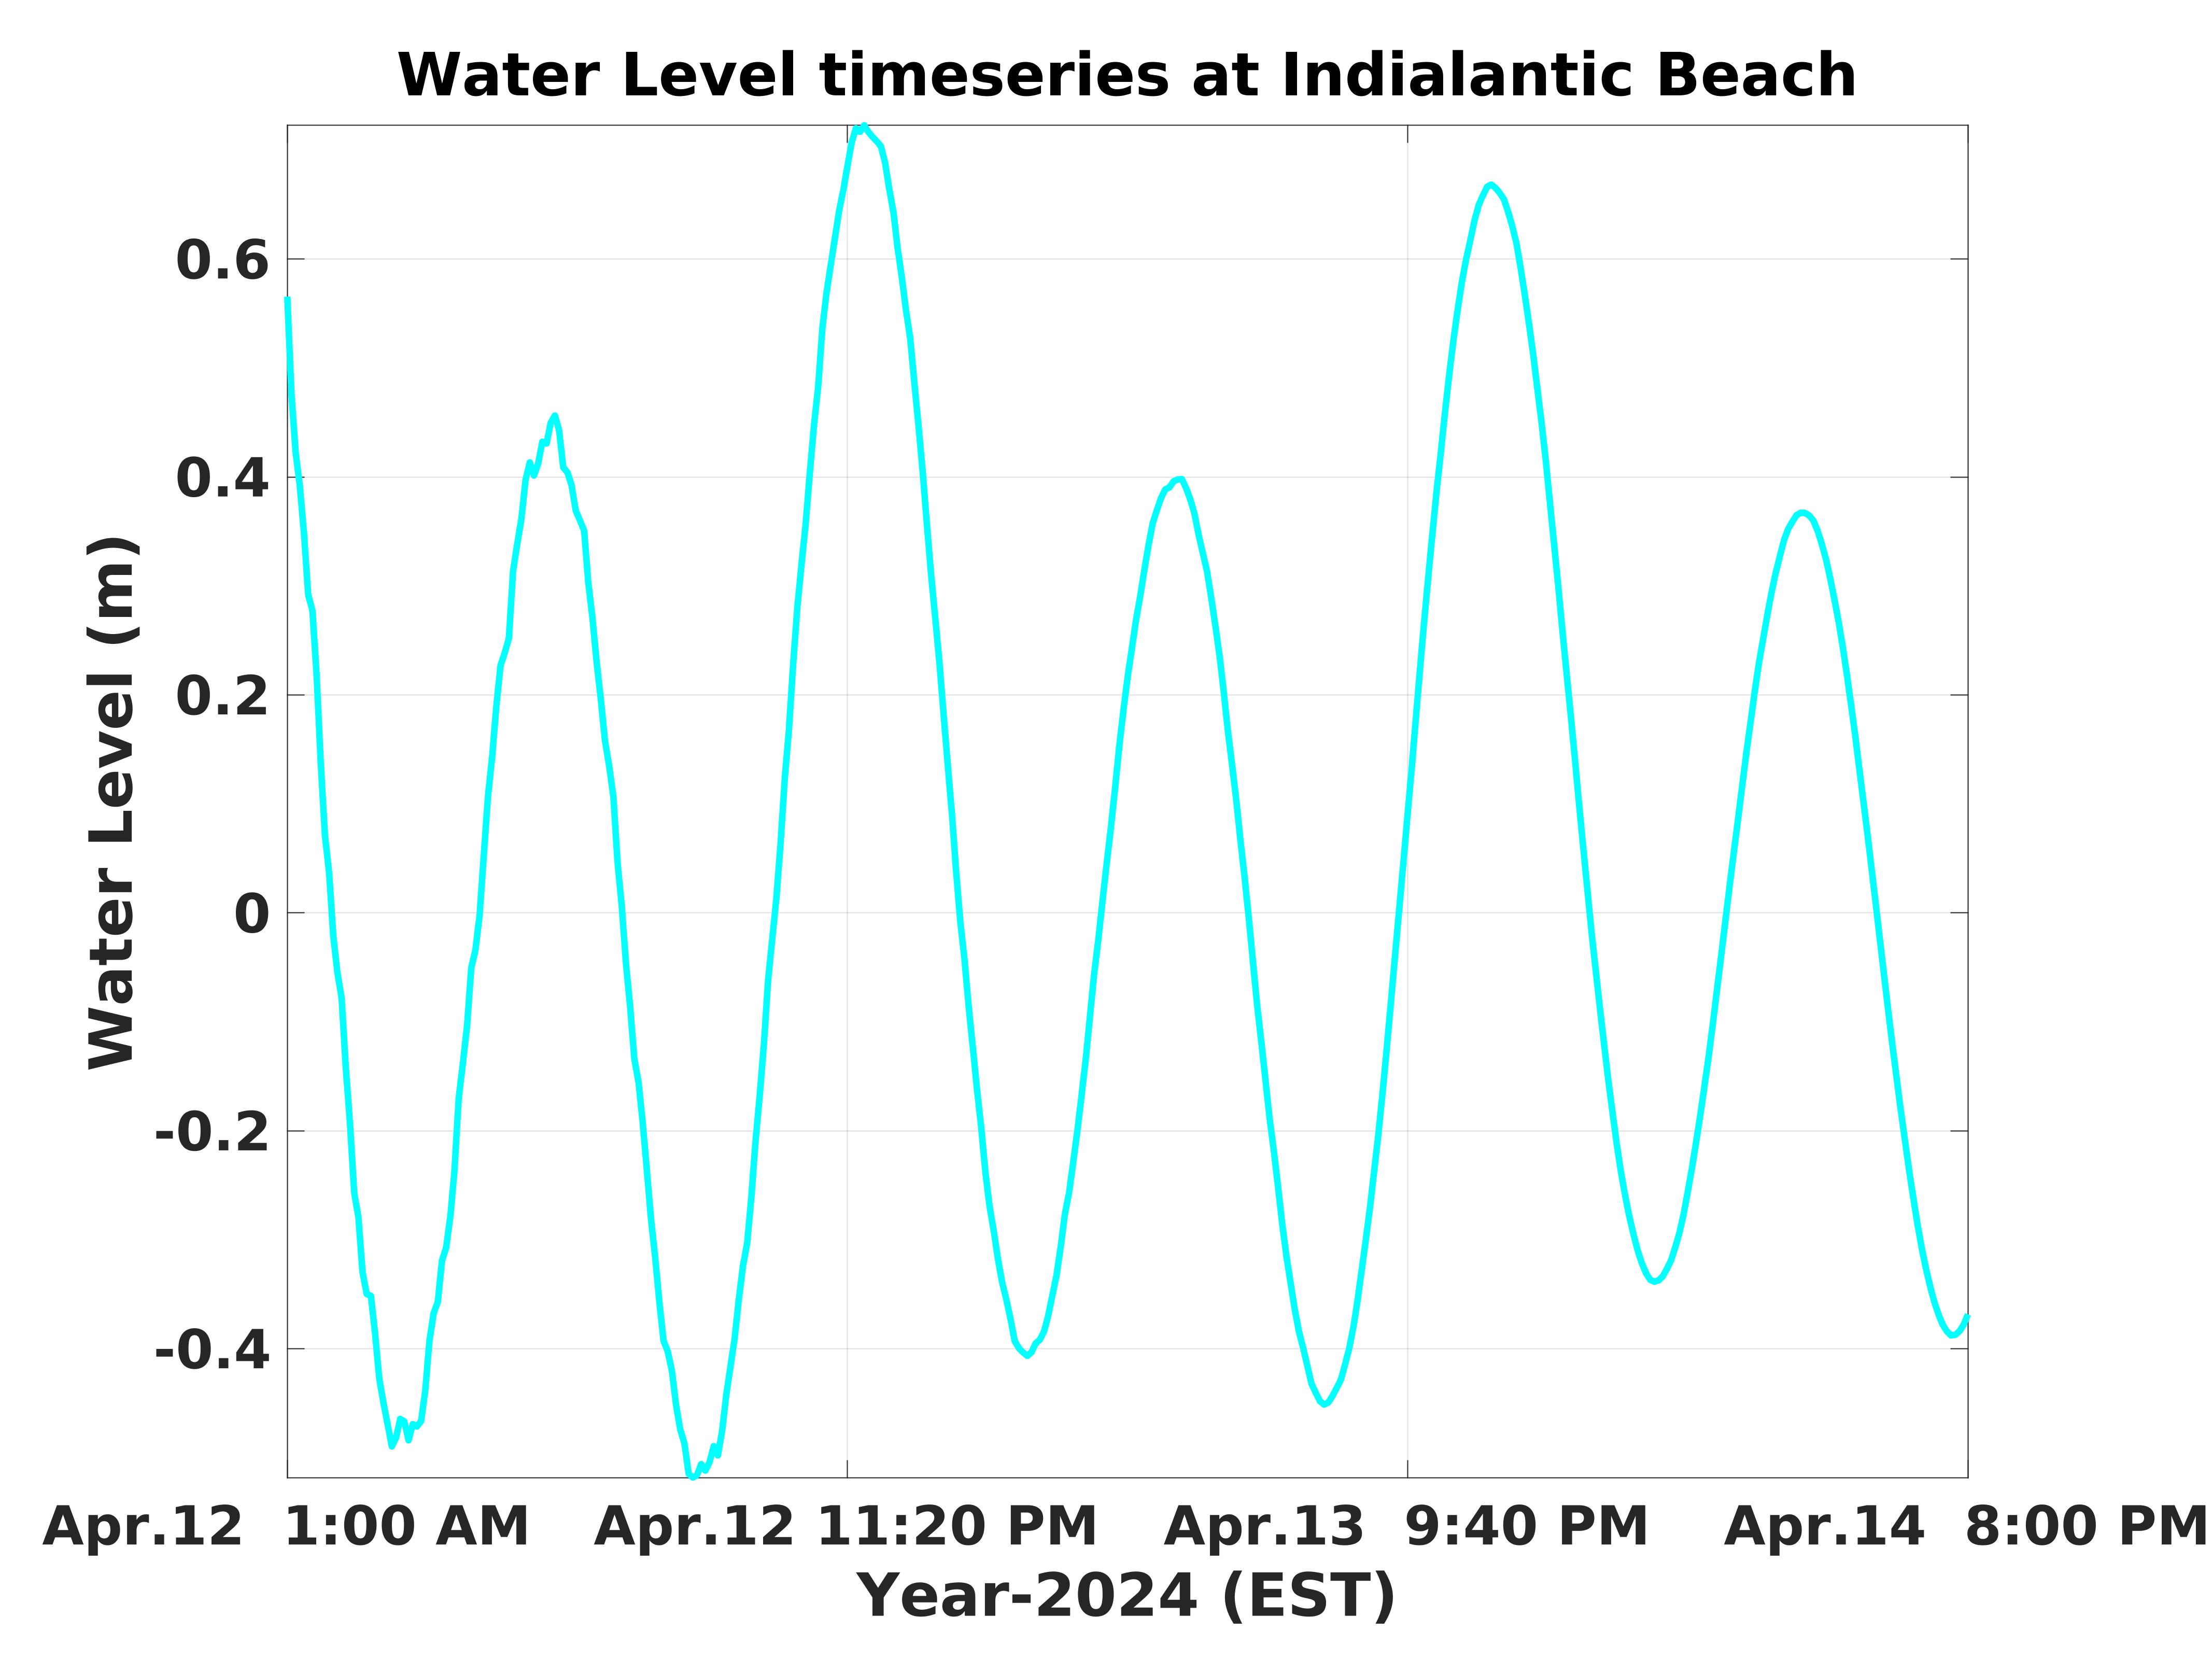 Water Level timeseries at Indialantic Beach
Water Level (m)
0.6
0.4
0.2
0
-0.2
-0.4
Apr.12  1:00 AM
Apr.12 11:20 PM
Apr.13  9:40 PM
Apr.14  8:00 PM
Year-2024 (EST)